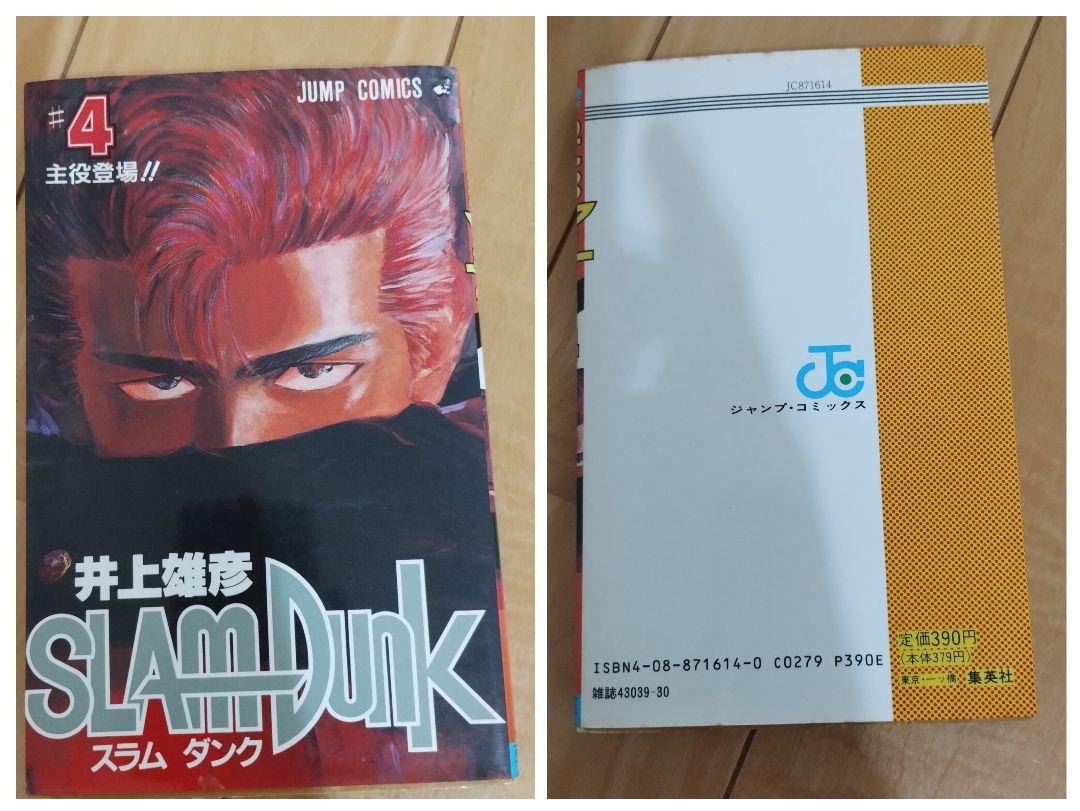 JUMP COMICS
#4
主役登場!!
井上雄彦
SLAM DUNK
スラム ダンク
JC871614
ジャンプ・コミックス
定価390円
(本体379円)
東京・一ッ橋・集英社
ISBN4-08-871614-0 C0279 P390E
雑誌43039-30